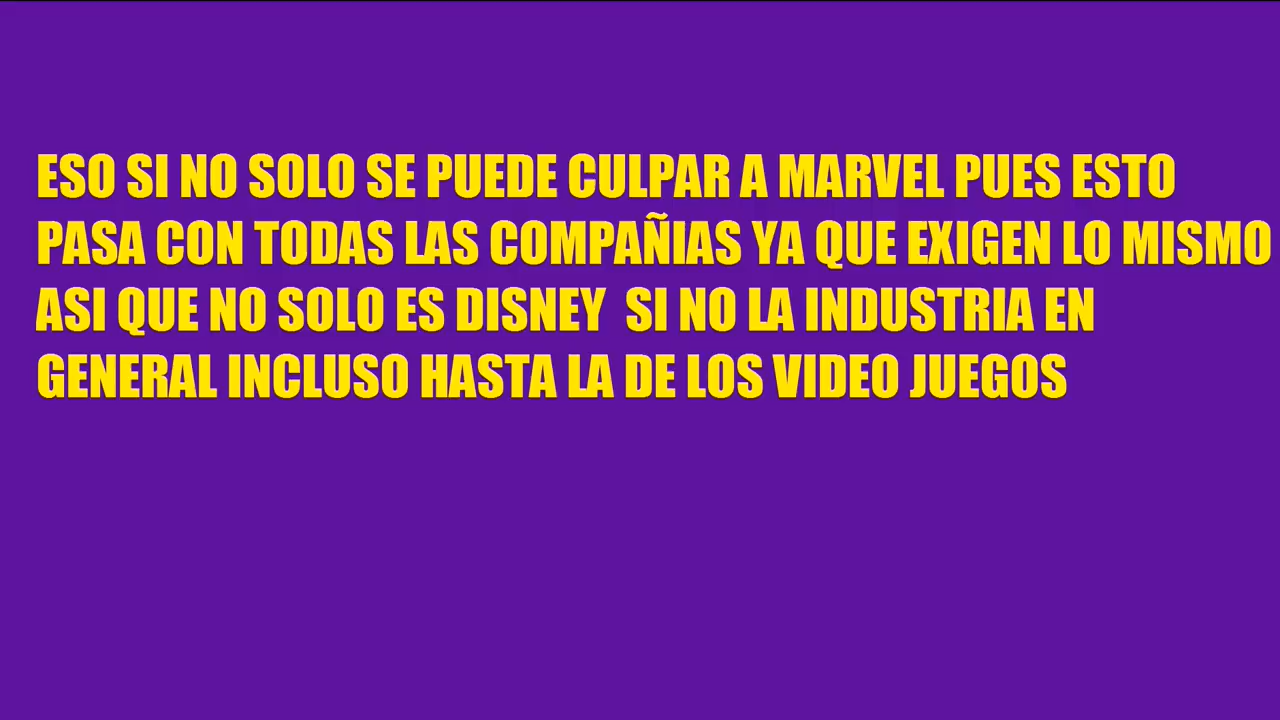 ESO SI NO SOLO SE PUEDE CULPAR A MARVEL PUES ESTO
PASA CON TODAS LAS COMPAÑIAS YA QUE EXIGEN LO MISMO
ASI QUE NO SOLO ES DISNEY  SI NO LA INDUSTRIA EN
GENERAL INCLUSO HASTA LA DE LOS VIDEO JUEGOS